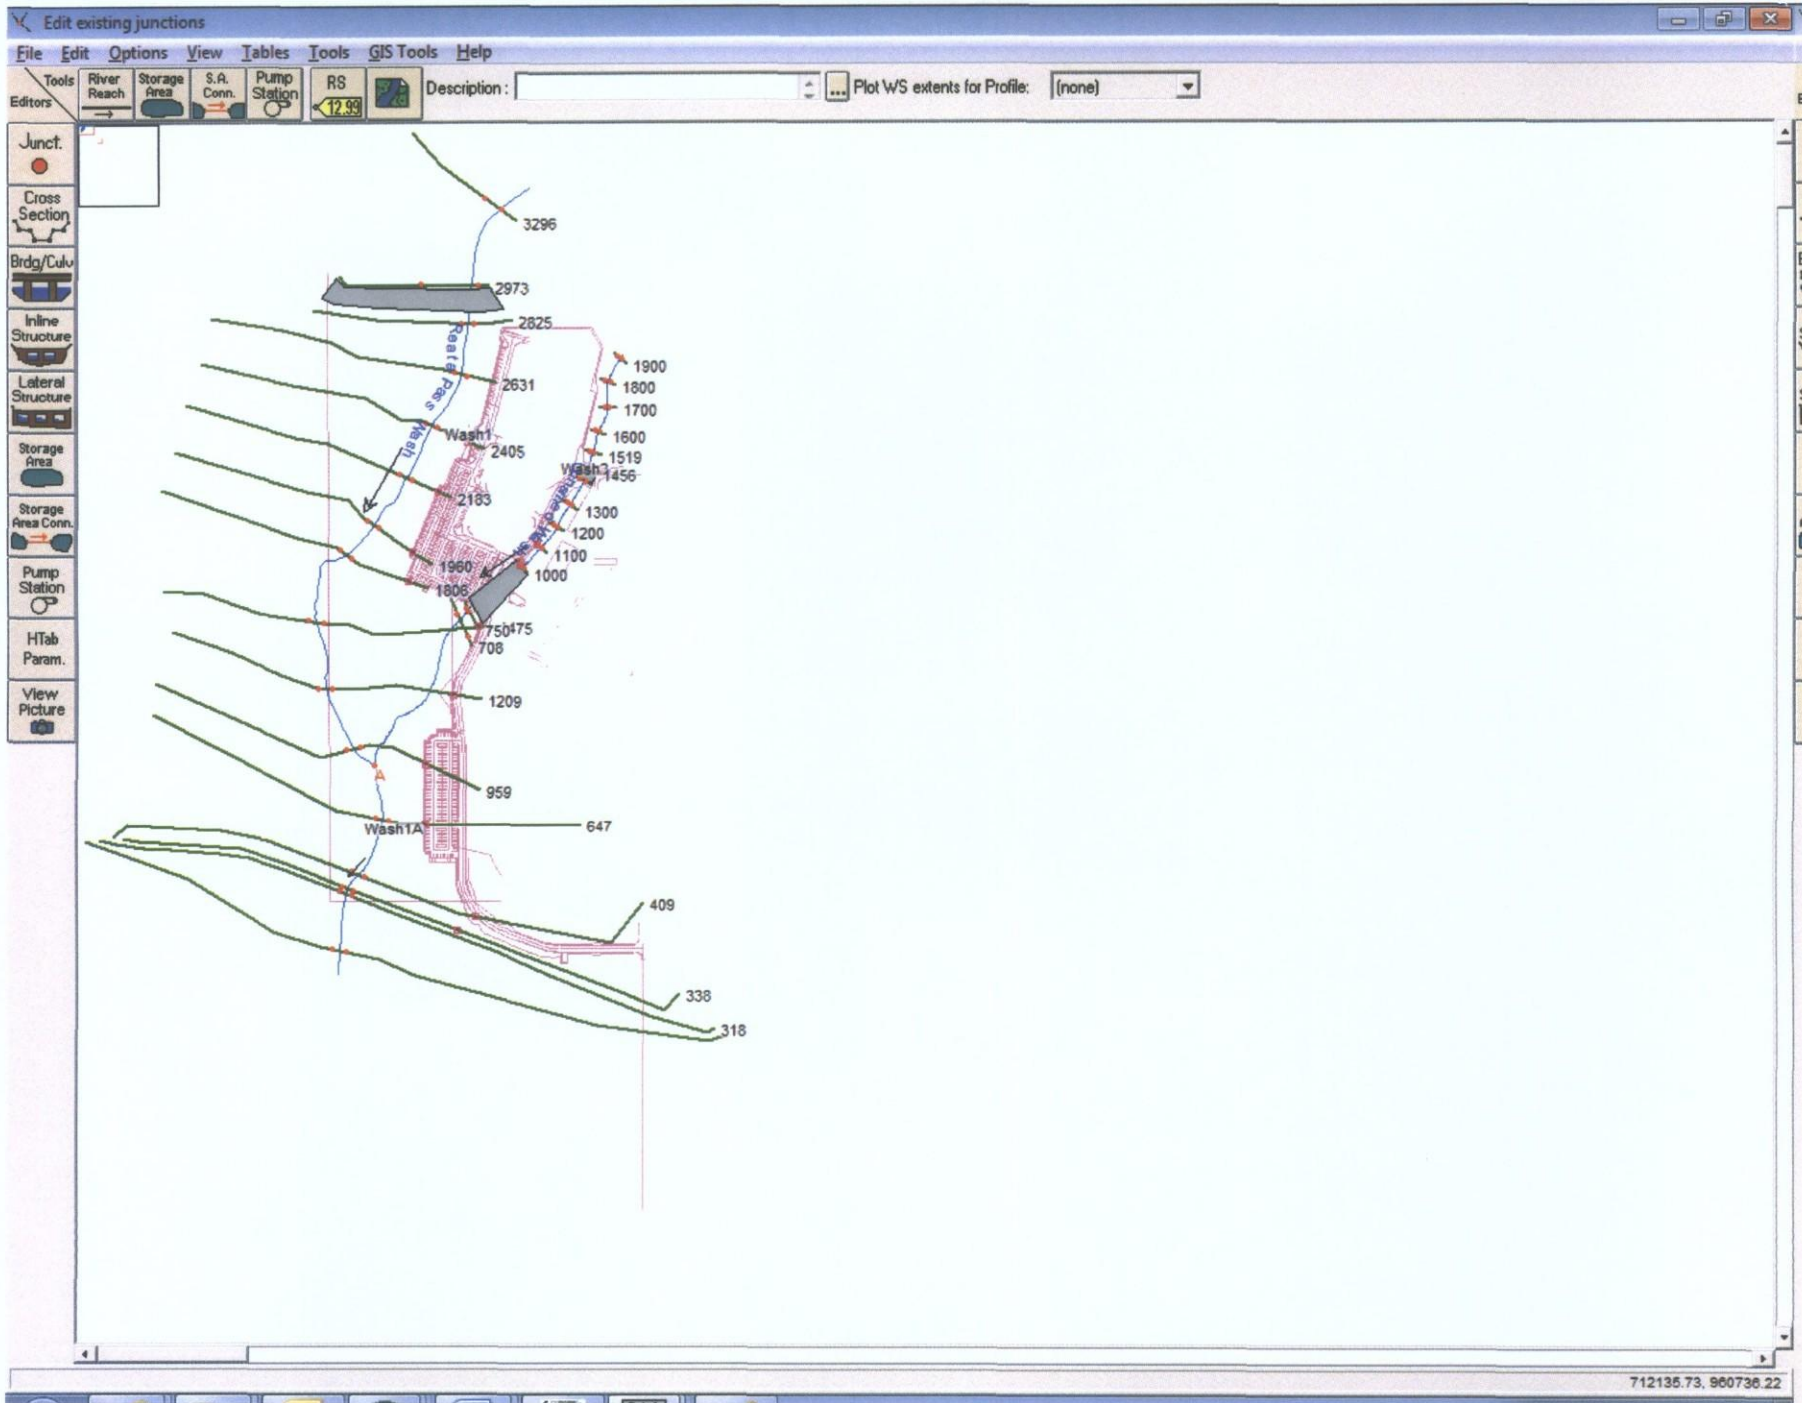 Edit existing junctions
File Edit Options View Tables Tools GIS Tools Help
Tools
Editors
River
Reach
Storage
Area
S.A.
Conn.
Pump
Station
RS
12.99
Description :
...
Plot WS extents for Profile:
(none)
Junct.
Cross
Section
Brdg/Culv
Inline
Structure
Lateral
Structure
Storage
Area
Storage
Area Conn.
Pump
Station
HTab
Param.
View
Picture
3296
2973
2825
Reata Pass Wash
2631
1900
1800
1700
1600
Wash1
2405
1519
1456
2183
1300
1200
1100
1960
1000
1806
750
475
708
1209
A
959
Wash1A
647
409
338
318
712135.73, 960736.22